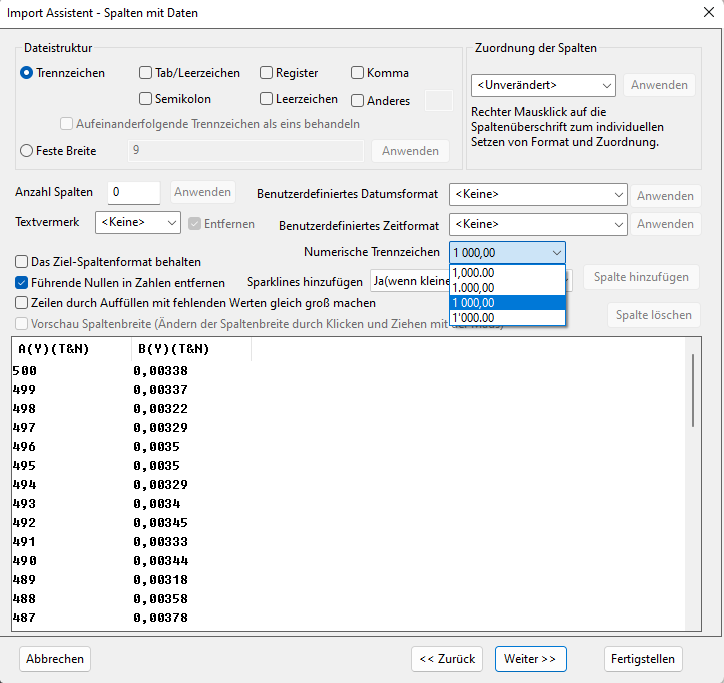 Import Assistent - Spalten mit Daten
Dateistruktur
Trennzeichen
Tab/Leerzeichen
Register
Komma
Semikolon
Leerzeichen
Anderes
Aufeinanderfolgende Trennzeichen als eins behandeln
Feste Breite
9
Anwenden
Zuordnung der Spalten
<Unverändert>
Anwenden
Rechter Mausklick auf die
Spaltenüberschrift zum individuellen
Setzen von Format und Zuordnung.
Anzahl Spalten
0
Anwenden
Benutzerdefiniertes Datumsformat
<Keine>
Anwenden
Textvermerk
<Keine>
Entfernen
Benutzerdefiniertes Zeitformat
<Keine>
Anwenden
Numerische Trennzeichen
1 000,00
1,000.00
1.000,00
1 000,00
1'000.00
Das Ziel-Spaltenformat behalten
Führende Nullen in Zahlen entfernen
Sparklines hinzufügen
Ja(wenn kleine
Spalte hinzufügen
Zeilen durch Auffüllen mit fehlenden Werten gleich groß machen
Spalte löschen
Vorschau Spaltenbreite (Ändern der Spaltenbreite durch Klicken und Ziehen mit der Maus)
A(Y)(T&N) B(Y)(T&N)
500 0,00338
499 0,00337
498 0,00322
497 0,00329
496 0,0035
495 0,0035
494 0,00329
493 0,0034
492 0,00345
491 0,00333
490 0,00344
489 0,00318
488 0,00358
487 0,00378
Abbrechen
<< Zurück
Weiter >>
Fertigstellen